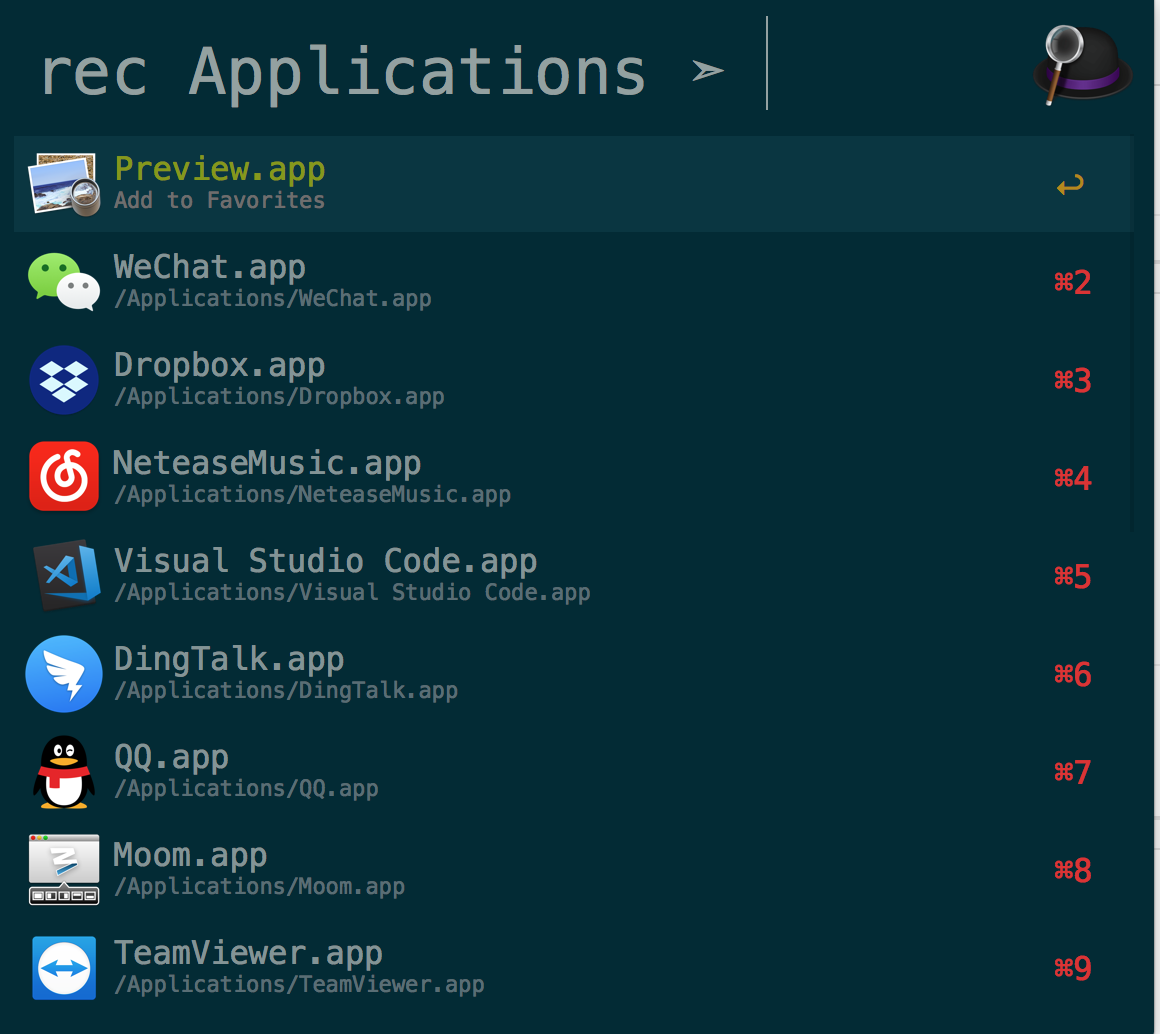 rec Applications ➢
Preview.app
Add to Favorites
↩
WeChat.app
/Applications/WeChat.app
⌘2
Dropbox.app
/Applications/Dropbox.app
⌘3
NeteaseMusic.app
/Applications/NeteaseMusic.app
⌘4
Visual Studio Code.app
/Applications/Visual Studio Code.app
⌘5
DingTalk.app
/Applications/DingTalk.app
⌘6
QQ.app
/Applications/QQ.app
⌘7
Moom.app
/Applications/Moom.app
⌘8
TeamViewer.app
/Applications/TeamViewer.app
⌘9